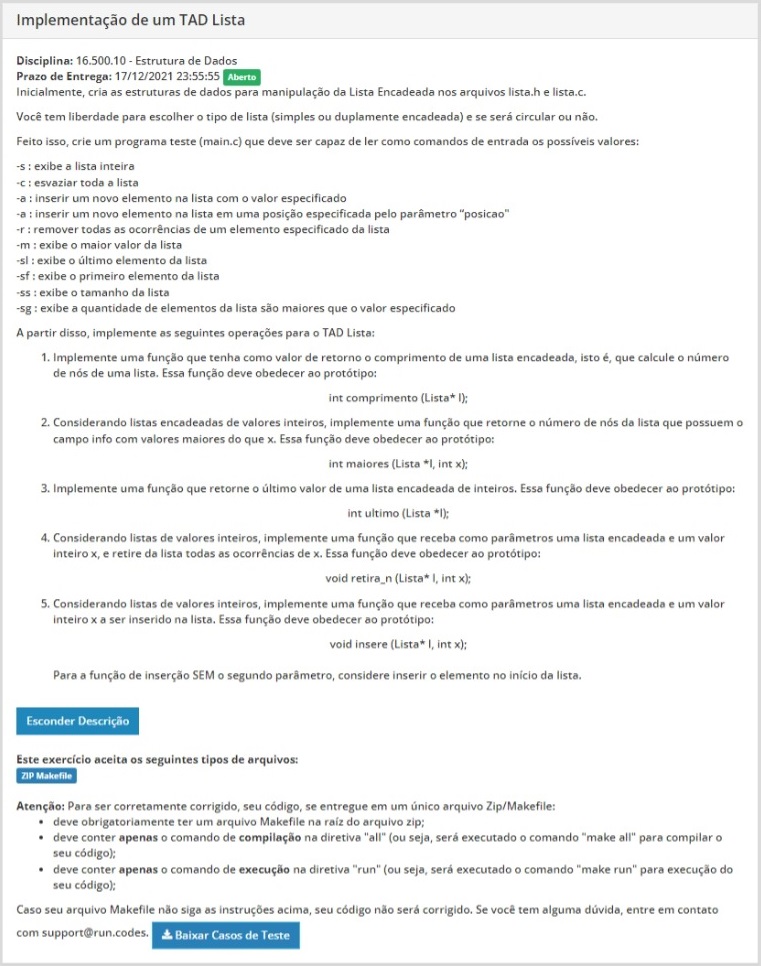 Implementação de um TAD Lista
Disciplina: 16.500.10 - Estrutura de Dados
Prazo de Entrega: 17/12/2021 23:55:55 Aberto
Inicialmente, cria as estruturas de dados para manipulação da Lista Encadeada nos arquivos lista.h e lista.c.
Você tem liberdade para escolher o tipo de lista (simples ou duplamente encadeada) e se será circular ou não.
Feito isso, crie um programa teste (main.c) que deve ser capaz de ler como comandos de entrada os possíveis valores:
-s : exibe a lista inteira
-c : esvaziar toda a lista
-a : inserir um novo elemento na lista com o valor especificado
-a : inserir um novo elemento na lista em uma posição especificada pelo parâmetro “posicao"
-r : remover todas as ocorrências de um elemento especificado da lista
-m : exibe o maior valor da lista
-sl : exibe o último elemento da lista
-sf : exibe o primeiro elemento da lista
-ss : exibe o tamanho da lista
-sg : exibe a quantidade de elementos da lista são maiores que o valor especificado
A partir disso, implemente as seguintes operações para o TAD Lista:
1. Implemente uma função que tenha como valor de retorno o comprimento de uma lista encadeada, isto é, que calcule o número
de nós de uma lista. Essa função deve obedecer ao protótipo:
int comprimento (Lista* l);
2. Considerando listas encadeadas de valores inteiros, implemente uma função que retorne o número de nós da lista que possuem o
campo info com valores maiores do que x. Essa função deve obedecer ao protótipo:
int maiores (Lista *l, int x);
3. Implemente uma função que retorne o último valor de uma lista encadeada de inteiros. Essa função deve obedecer ao protótipo:
int ultimo (Lista *l);
4. Considerando listas de valores inteiros, implemente uma função que receba como parâmetros uma lista encadeada e um valor
inteiro x, e retire da lista todas as ocorrências de x. Essa função deve obedecer ao protótipo:
void retira_n (Lista* l, int x);
5. Considerando listas de valores inteiros, implemente uma função que receba como parâmetros uma lista encadeada e um valor
inteiro x a ser inserido na lista. Essa função deve obedecer ao protótipo:
void insere (Lista* l, int x);
Para a função de inserção SEM o segundo parâmetro, considere inserir o elemento no início da lista.
Esconder Descrição
Este exercício aceita os seguintes tipos de arquivos:
ZIP Makefile
Atenção: Para ser corretamente corrigido, seu código, se entregue em um único arquivo Zip/Makefile:
• deve obrigatoriamente ter um arquivo Makefile na raíz do arquivo zip;
• deve conter apenas o comando de compilação na diretiva "all" (ou seja, será executado o comando "make all" para compilar o
seu código);
• deve conter apenas o comando de execução na diretiva "run" (ou seja, será executado o comando "make run" para execução do
seu código);
Caso seu arquivo Makefile não siga as instruções acima, seu código não será corrigido. Se você tem alguma dúvida, entre em contato
com support@run.codes. Baixar Casos de Teste